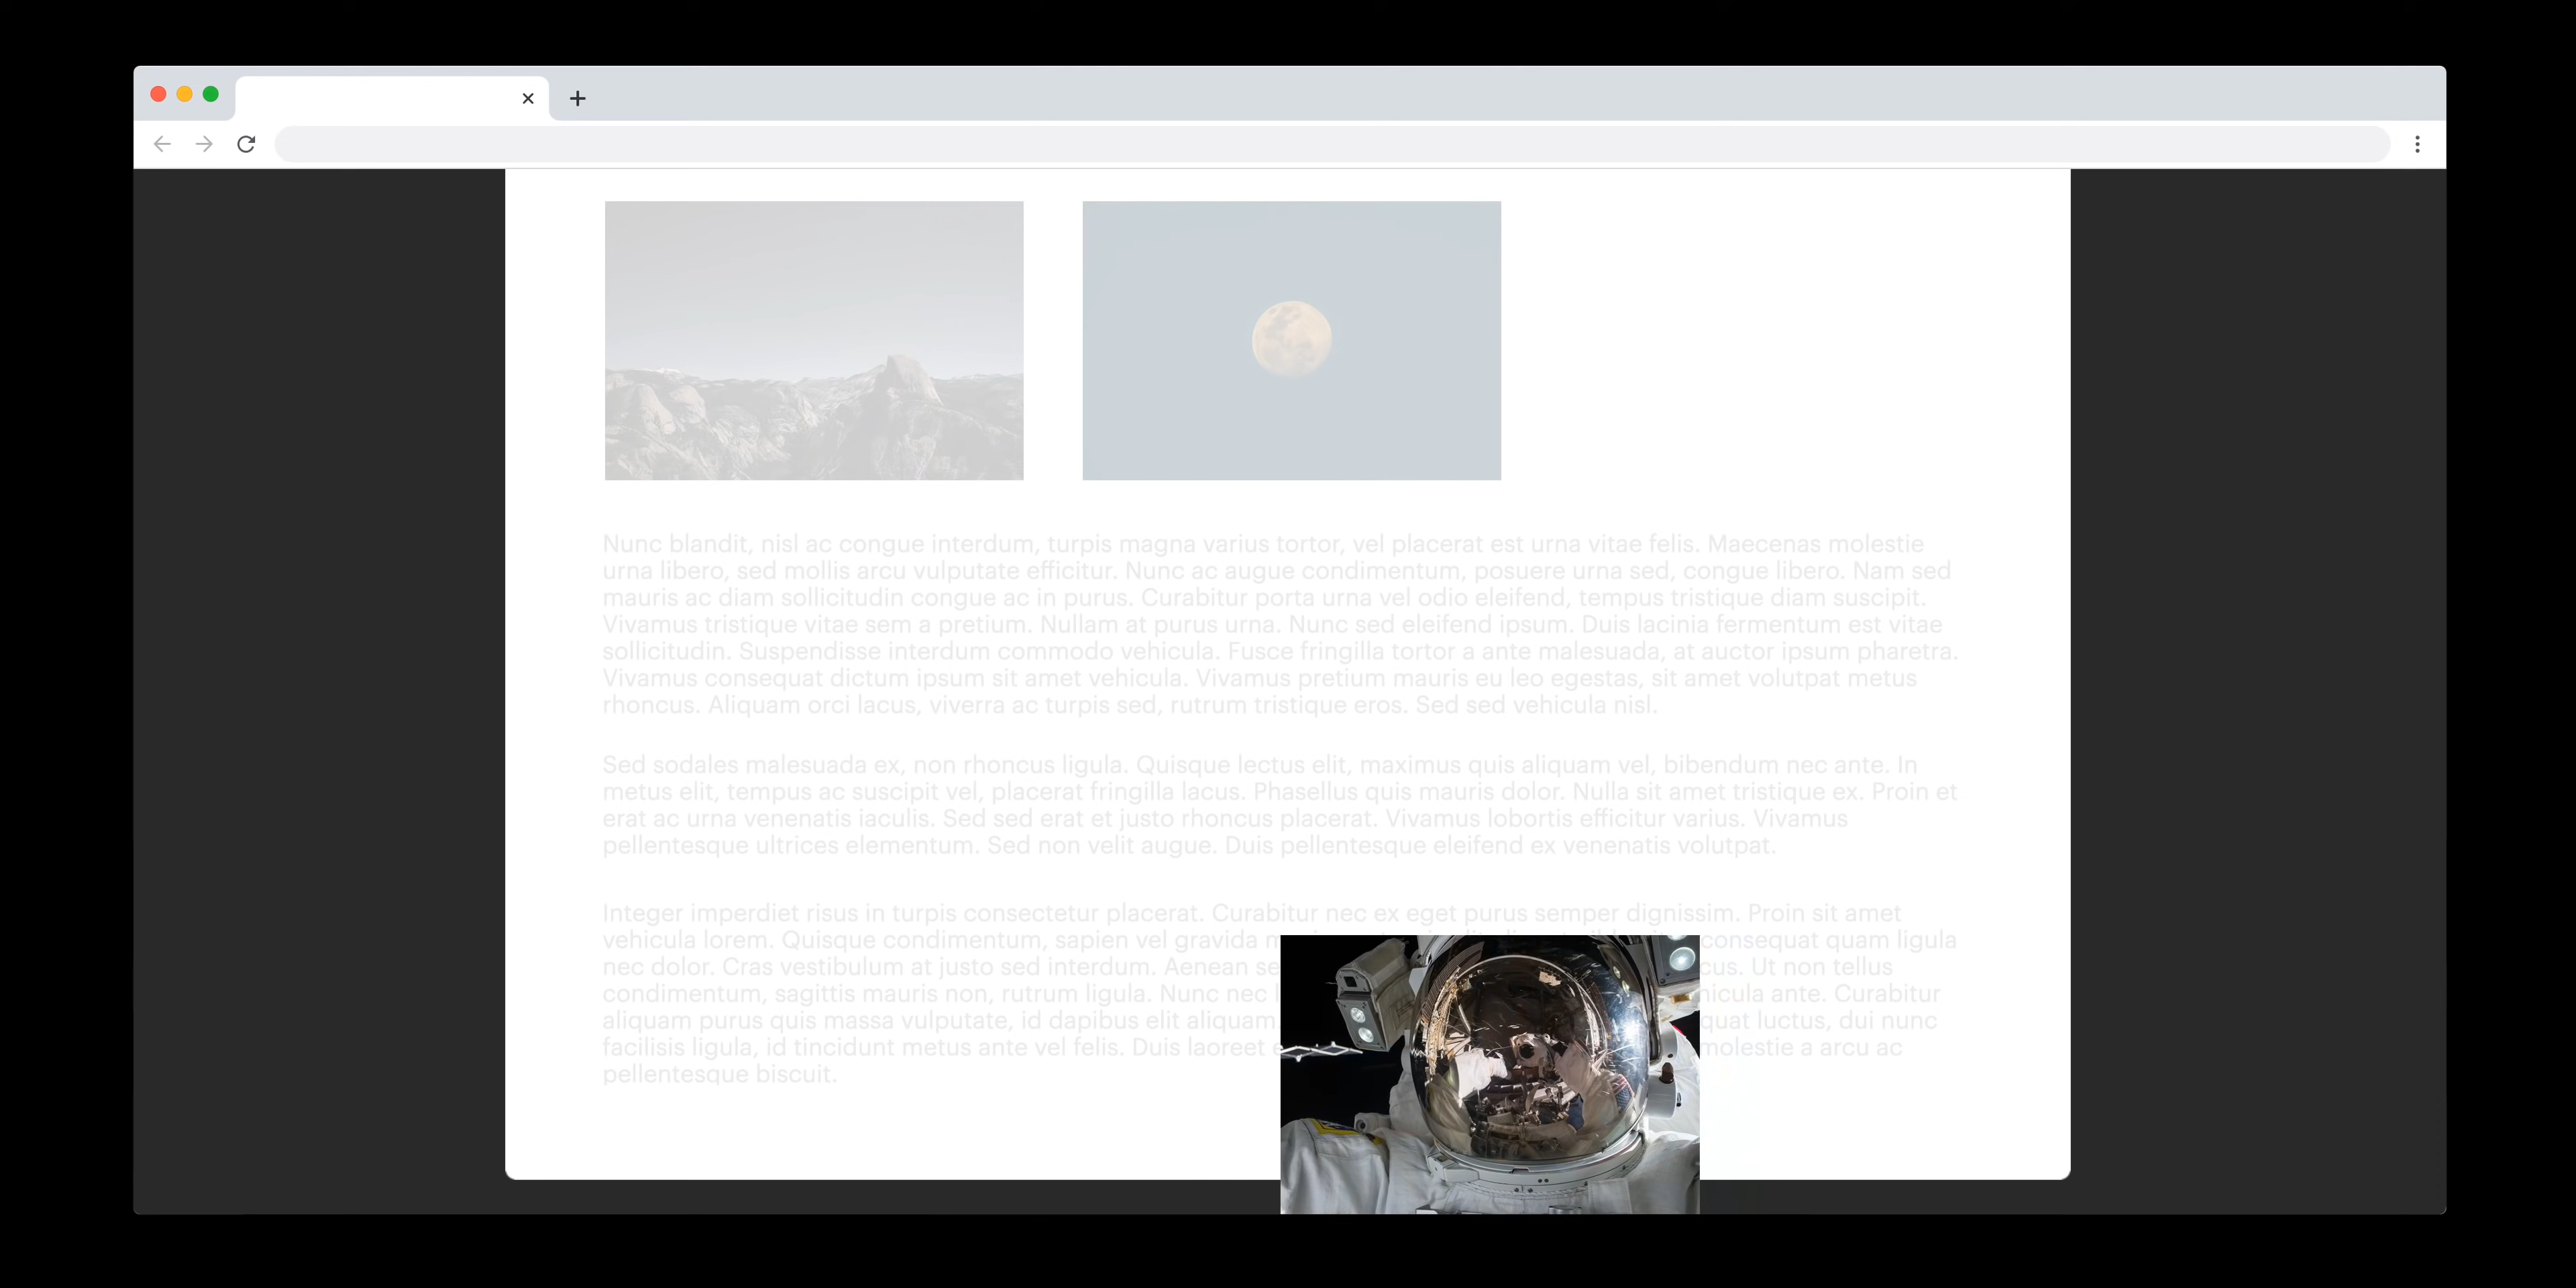 Nunc blandit, nisl ac congue interdum, turpis magna varius tortor, vel placerat est urna vitae felis. Maecenas molestie
urna libero, sed mollis arcu vulputate efficitur. Nunc ac augue condimentum, posuere urna sed, congue libero. Nam sed
mauris ac diam sollicitudin congue ac in purus. Curabitur porta urna vel odio eleifend, tempus tristique diam suscipit.
Vivamus tristique vitae sem a pretium. Nullam at purus urna. Nunc sed eleifend ipsum. Duis lacinia fermentum est vitae
sollicitudin. Suspendisse interdum commodo vehicula. Fusce fringilla tortor a ante malesuada, at auctor ipsum pharetra.
Vivamus consequat dictum ipsum sit amet vehicula. Vivamus pretium mauris eu leo egestas, sit amet volutpat metus
rhoncus. Aliquam orci lacus, viverra ac turpis sed, rutrum tristique eros. Sed sed vehicula nisl.
Sed sodales malesuada ex, non rhoncus ligula. Quisque lectus elit, maximus quis aliquam vel, bibendum nec ante. In
metus elit, tempus ac suscipit vel, placerat fringilla lacus. Phasellus quis mauris dolor. Nulla sit amet tristique ex. Proin et
erat ac urna venenatis iaculis. Sed sed erat et justo rhoncus placerat. Vivamus lobortis efficitur varius. Vivamus
pellentesque ultrices elementum. Sed non velit augue. Duis pellentesque eleifend ex venenatis volutpat.
Integer imperdiet risus in turpis consectetur placerat. Curabitur nec ex eget purus semper dignissim. Proin sit amet
vehicula lorem. Quisque condimentum, sapien vel gravida consequat quam ligula
nec dolor. Cras vestibulum at justo sed interdum. Aenean Ut non tellus
condimentum, sagittis mauris non, rutrum ligula. Nunc nec ante. Curabitur
aliquam purus quis massa vulputate, id dapibus elit aliquam luctus, dui nunc
facilisis ligula, id tincidunt metus ante vel felis. Duis laoreet molestie a arcu ac
pellentesque biscuit.